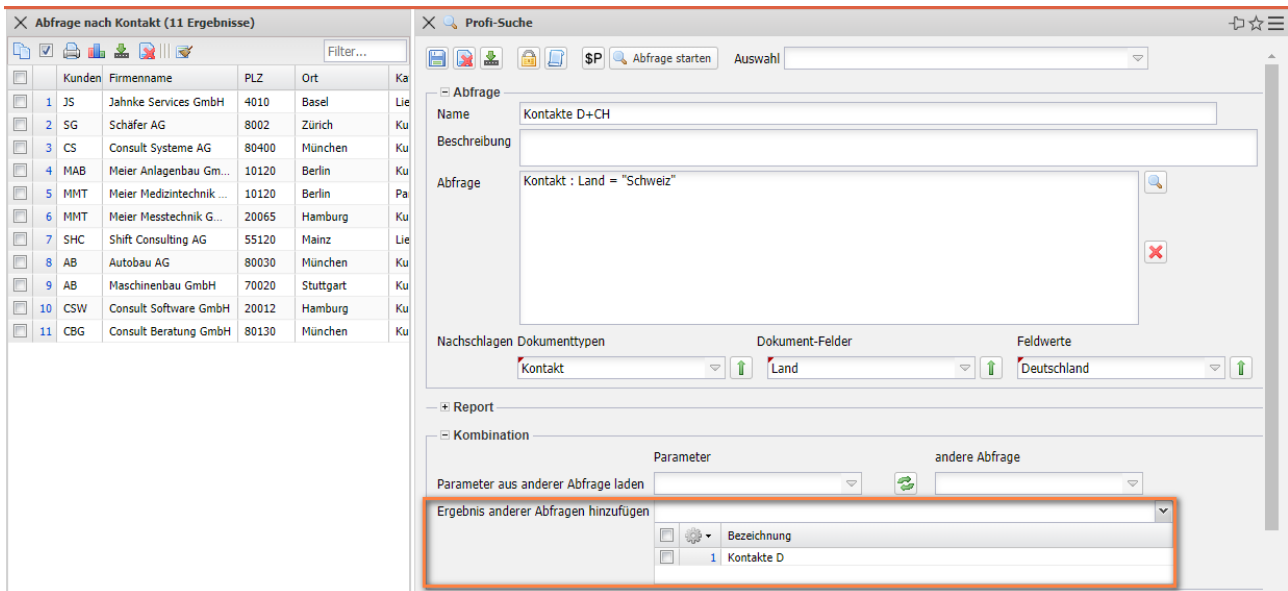 Abfrage nach Kontakt (11 Ergebnisse)
Filter...
Kunden Firmenname PLZ Ort Ka
1 JS Jahnke Services GmbH 4010 Basel Lie
2 SG Schäfer AG 8002 Zürich Ku
3 CS Consult Systeme AG 80400 München Ku
4 MAB Meier Anlagenbau Gm... 10120 Berlin Ku
5 MMT Meier Medizintechnik ... 10120 Berlin Pa
6 MMT Meier Messtechnik G... 20065 Hamburg Ku
7 SHC Shift Consulting AG 55120 Mainz Lie
8 AB Autobau AG 80030 München Ku
9 AB Maschinenbau GmbH 70020 Stuttgart Ku
10 CSW Consult Software GmbH 20012 Hamburg Ku
11 CBG Consult Beratung GmbH 80130 München Ku
Profi-Suche
$P Abfrage starten Auswahl
Abfrage
Name Kontakte D+CH
Beschreibung
Abfrage Kontakt : Land = "Schweiz"
Nachschlagen Dokumenttypen Dokument-Felder Feldwerte
Kontakt Land Deutschland
Report
Kombination
Parameter andere Abfrage
Parameter aus anderer Abfrage laden
Ergebnis anderer Abfragen hinzufügen
Bezeichnung
1 Kontakte D